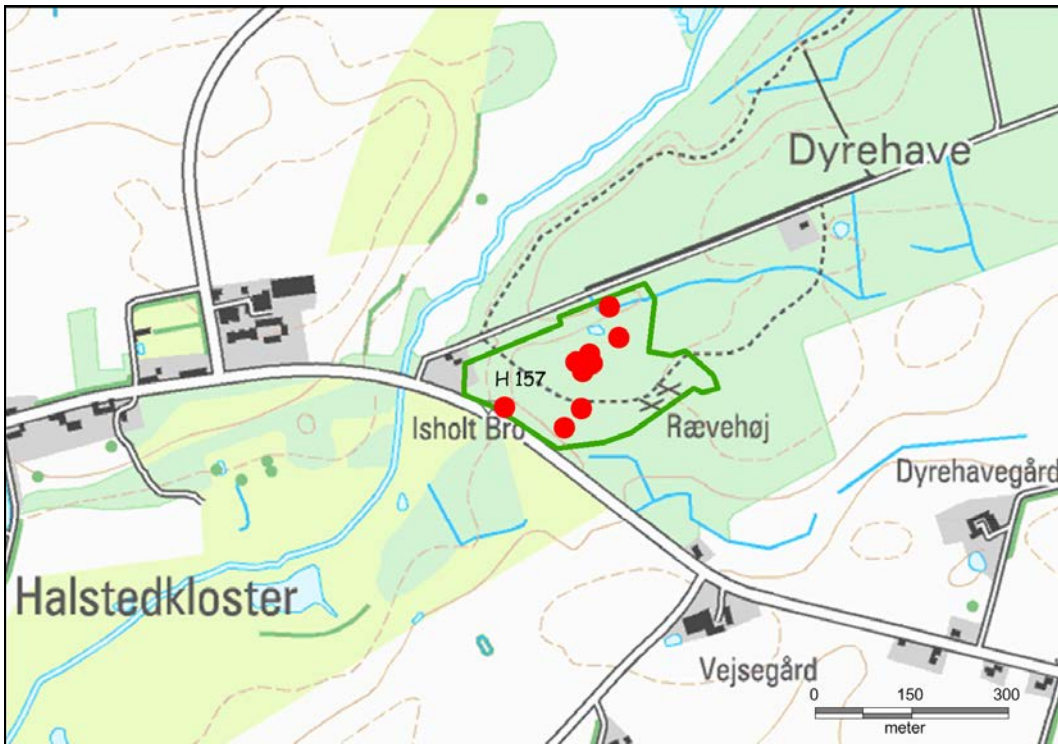 Dyrehave
H 157
Isholt Bro
Rævehøj
Dyrehavegård
Halstedkloster
Vejsegård
0 150 300
meter